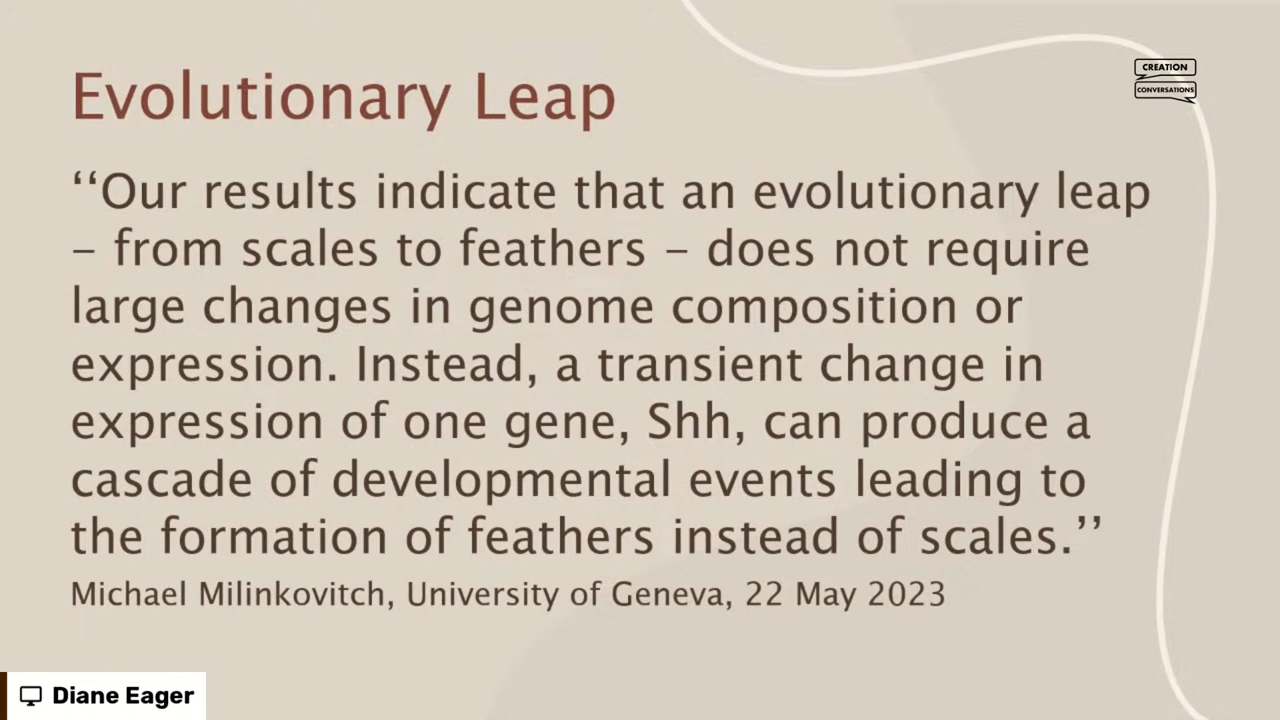 CREATION
CONVERSATIONS
Evolutionary Leap
‘‘Our results indicate that an evolutionary leap
– from scales to feathers – does not require
large changes in genome composition or
expression. Instead, a transient change in
expression of one gene, Shh, can produce a
cascade of developmental events leading to
the formation of feathers instead of scales.’’
Michael Milinkovitch, University of Geneva, 22 May 2023
Diane Eager